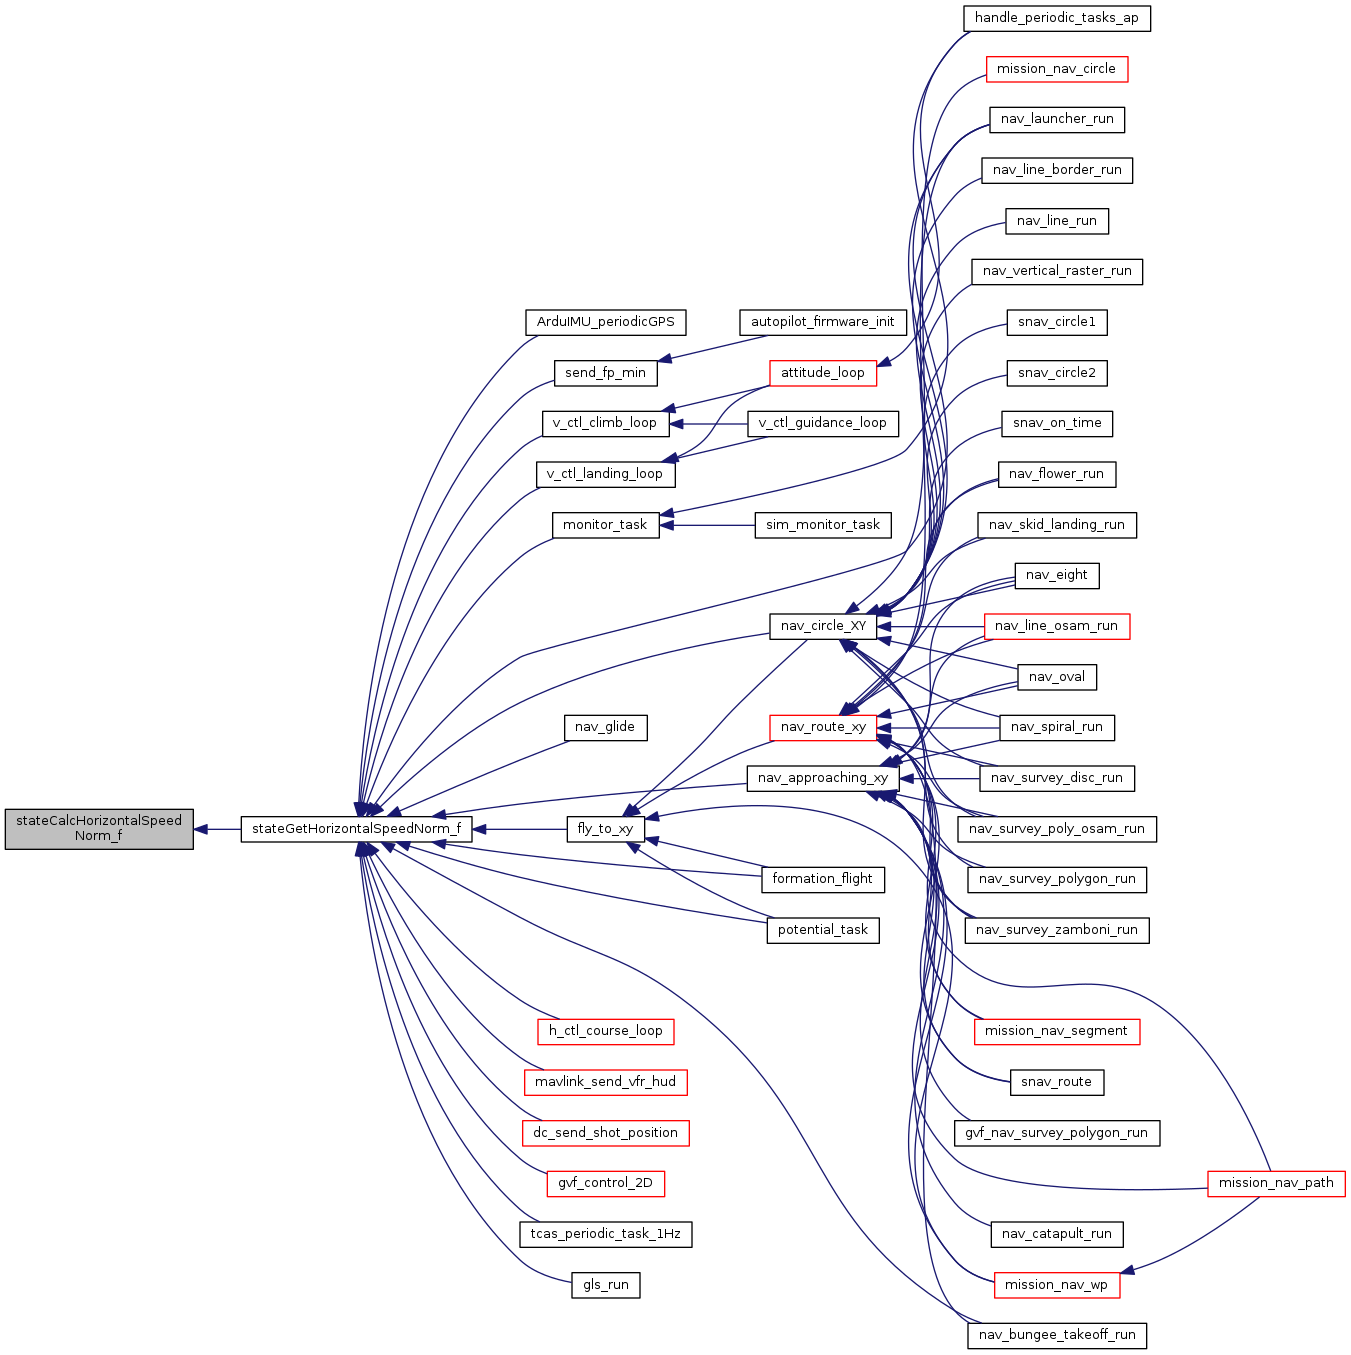 handle_periodic_tasks_ap
mission_nav_circle
nav_launcher_run
nav_line_border_run
nav_line_run
nav_vertical_raster_run
ArduIMU_periodicGPS
autopilot_firmware_init
snav_circle1
send_fp_min
attitude_loop
snav_circle2
v_ctl_climb_loop
v_ctl_guidance_loop
snav_on_time
v_ctl_landing_loop
nav_flower_run
monitor_task
sim_monitor_task
nav_skid_landing_run
nav_eight
nav_circle_XY
nav_line_osam_run
nav_oval
nav_glide
nav_route_xy
nav_spiral_run
nav_approaching_xy
nav_survey_disc_run
stateCalcHorizontalSpeed
Norm_f
stateGetHorizontalSpeedNorm_f
fly_to_xy
nav_survey_poly_osam_run
formation_flight
nav_survey_polygon_run
potential_task
nav_survey_zamboni_run
h_ctl_course_loop
mission_nav_segment
mavlink_send_vfr_hud
snav_route
dc_send_shot_position
gvf_nav_survey_polygon_run
gvf_control_2D
mission_nav_path
tcas_periodic_task_1Hz
nav_catapult_run
gls_run
mission_nav_wp
nav_bungee_takeoff_run